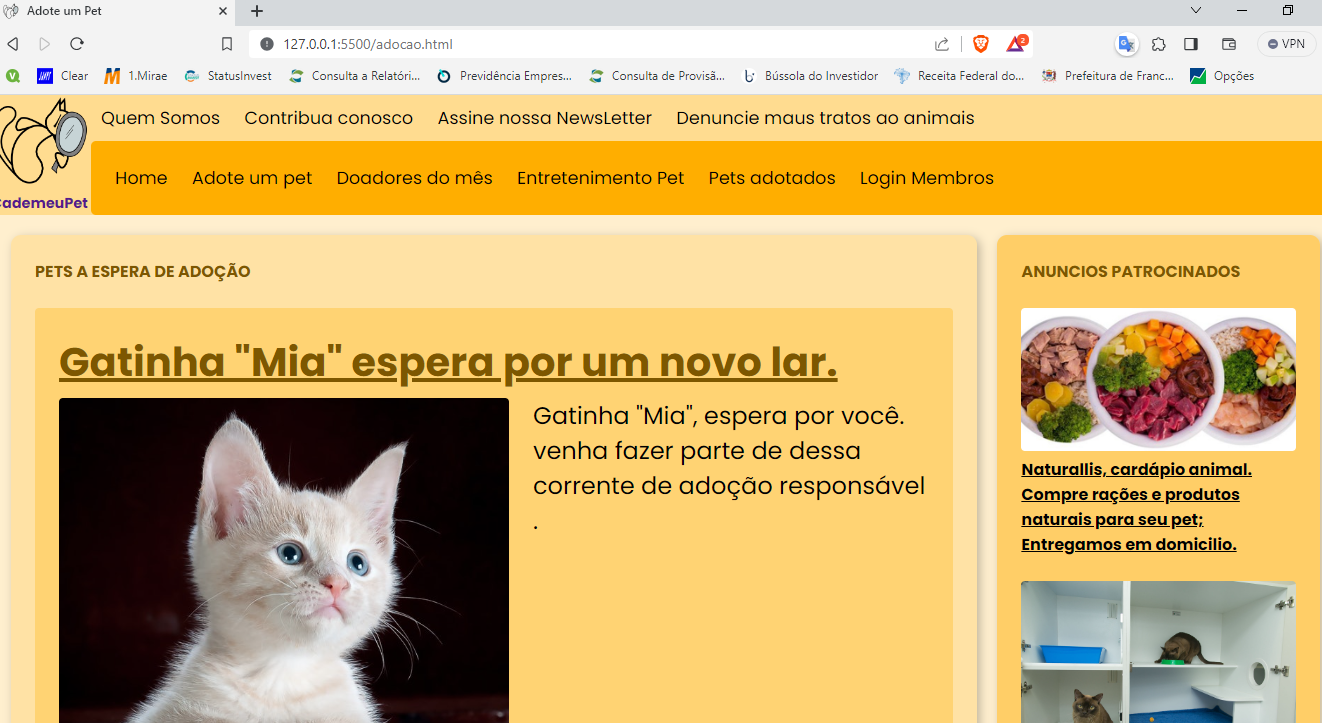 Adote um Pet
127.0.0.1:5500/adocao.html
2
VPN
Clear
1.Mirae
StatusInvest
Consulta a Relatóri...
Previdência Empres...
Consulta de Provisã...
Bússola do Investidor
Receita Federal do...
Prefeitura de Franc...
Opções
Quem Somos
Contribua conosco
Assine nossa NewsLetter
Denuncie maus tratos ao animais
CademeuPet
Home
Adote um pet
Doadores do mês
Entretenimento Pet
Pets adotados
Login Membros
PETS A ESPERA DE ADOÇÃO
Gatinha "Mia" espera por um novo lar.
Gatinha "Mia", espera por você.
venha fazer parte de dessa
corrente de adoção responsável
.
ANUNCIOS PATROCINADOS
Naturallis, cardápio animal.
Compre rações e produtos
naturais para seu pet;
Entregamos em domicilio.